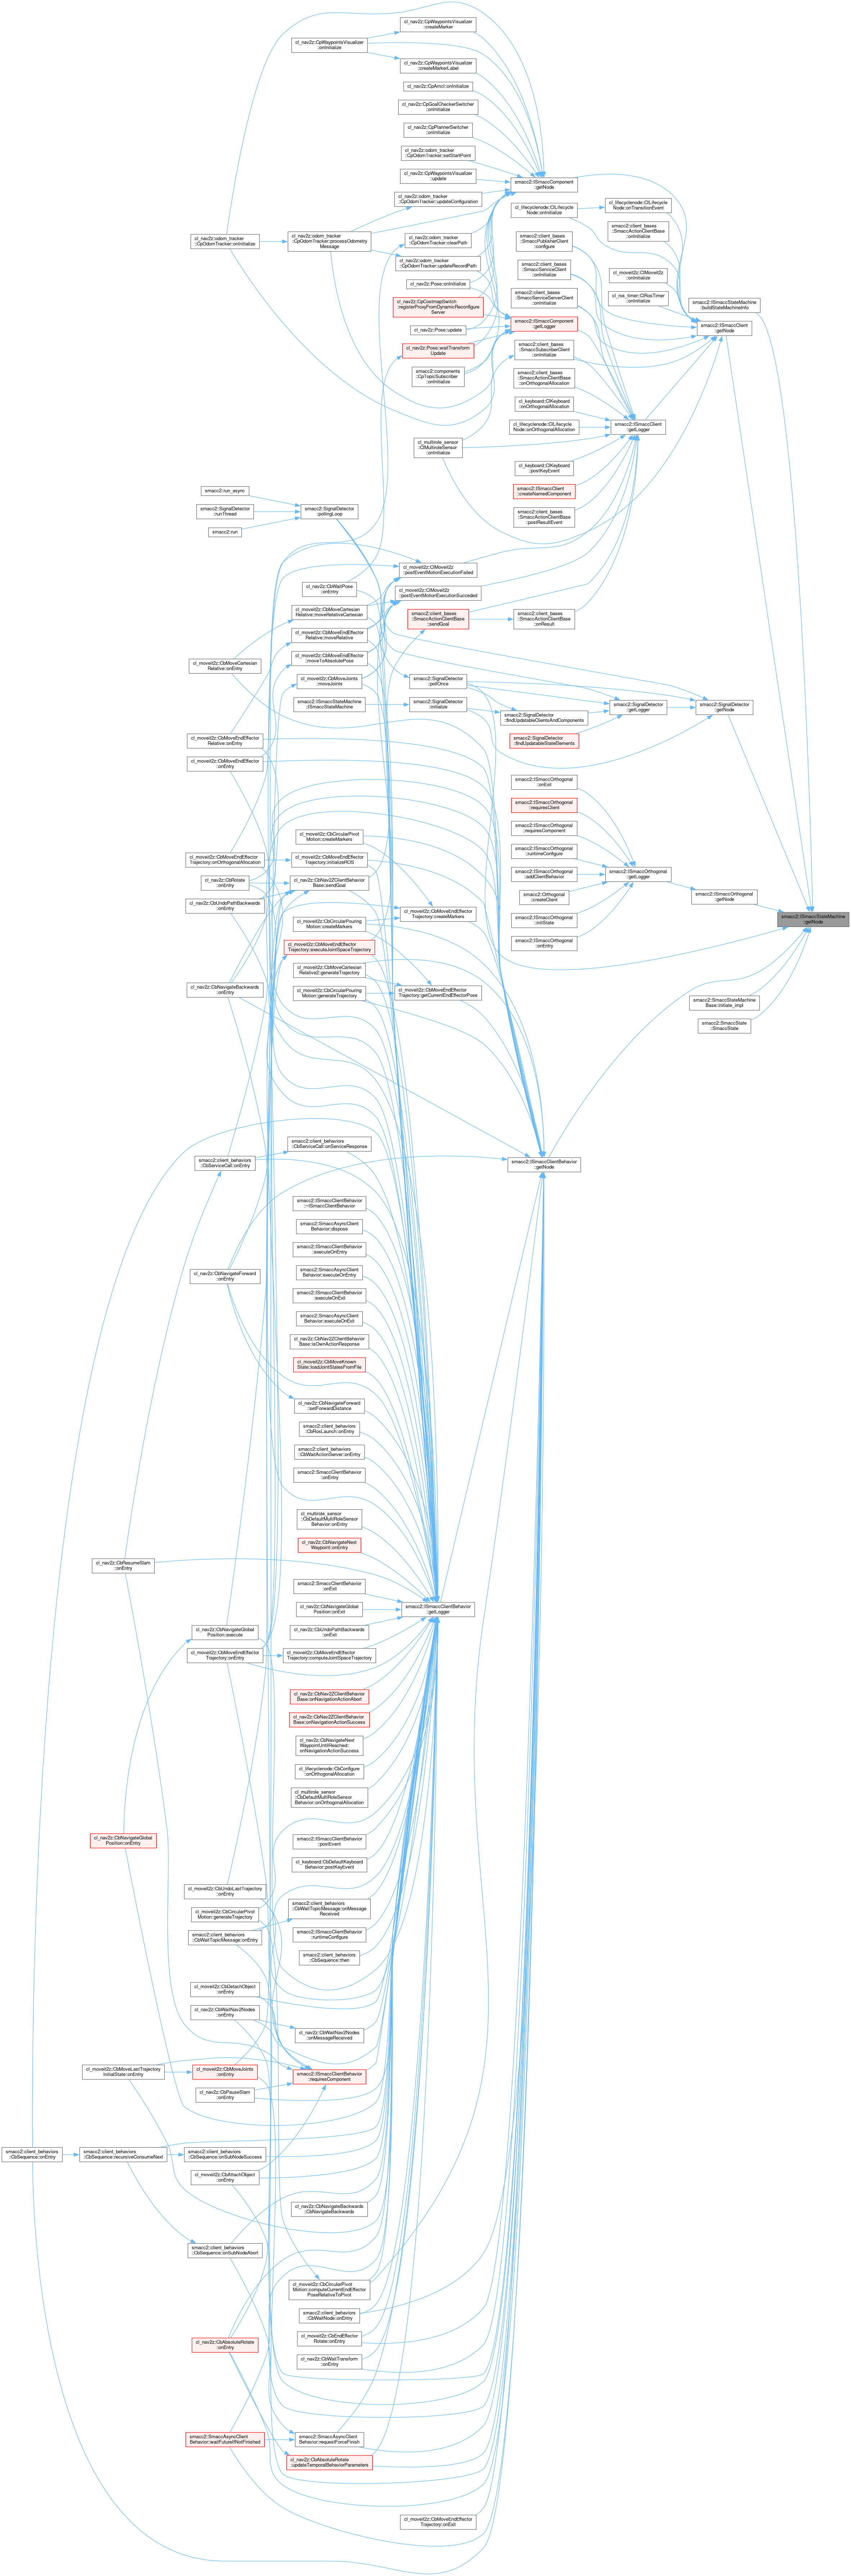 cl_nav2z::CpWaypointsVisualizer
::createMarker
cl_nav2z::CpWaypointsVisualizer
::onInitialize
cl_nav2z::CpWaypointsVisualizer
::createMarkerLabel
cl_nav2z::CpAmcl::onInitialize
cl_nav2z::CpGoalCheckerSwitcher
::onInitialize
cl_nav2z::CpPlannerSwitcher
::onInitialize
cl_nav2z::odom_tracker
::CpOdomTracker::setStartPoint
cl_nav2z::CpWaypointsVisualizer
::update
smacc2::ISmaccComponent
::getNode
cl_nav2z::odom_tracker
::CpOdomTracker::updateConfiguration
cl_nav2z::odom_tracker
::CpOdomTracker::onInitialize
cl_nav2z::odom_tracker
::CpOdomTracker::processOdometry
Message
cl_nav2z::odom_tracker
::CpOdomTracker::clearPath
cl_nav2z::odom_tracker
::CpOdomTracker::updateRecordPath
cl_nav2z::Pose::onInitialize
cl_nav2z::CpCostmapSwitch
::registerProxyFromDynamicReconfigure
Server
cl_nav2z::Pose::update
cl_nav2z::Pose::waitTransform
Update
smacc2::components
::CpTopicSubscriber
::onInitialize
cl_lifecyclenode::ClLifecycle
Node::onInitialize
cl_lifecyclenode::ClLifecycle
Node::onTransitionEvent
smacc2::client_bases
::SmaccPublisherClient
::configure
smacc2::client_bases
::SmaccActionClientBase
::onInitialize
smacc2::client_bases
::SmaccServiceClient
::onInitialize
cl_moveit2z::ClMoveit2z
::onInitialize
smacc2::client_bases
::SmaccServiceServerClient
::onInitialize
cl_ros_timer::ClRosTimer
::onInitialize
smacc2::ISmaccStateMachine
::buildStateMachineInfo
smacc2::ISmaccComponent
::getLogger
smacc2::ISmaccClient
::getNode
smacc2::client_bases
::SmaccSubscriberClient
::onInitialize
smacc2::client_bases
::SmaccActionClientBase
::onOrthogonalAllocation
cl_keyboard::ClKeyboard
::onOrthogonalAllocation
cl_lifecyclenode::ClLifecycle
Node::onOrthogonalAllocation
smacc2::ISmaccClient
::getLogger
cl_multirole_sensor
::ClMultiroleSensor
::onInitialize
cl_keyboard::ClKeyboard
::postKeyEvent
smacc2::ISmaccClient
::createNamedComponent
smacc2::client_bases
::SmaccActionClientBase
::postResultEvent
smacc2::run_async
smacc2::SignalDetector
::runThread
smacc2::SignalDetector
::pollingLoop
smacc2::run
cl_moveit2z::ClMoveit2z
::postEventMotionExecutionFailed
cl_nav2z::CbWaitPose
::onEntry
cl_moveit2z::ClMoveit2z
::postEventMotionExecutionSucceded
cl_moveit2z::CbMoveCartesian
Relative::moveRelativeCartesian
smacc2::client_bases
::SmaccActionClientBase
::sendGoal
smacc2::client_bases
::SmaccActionClientBase
::onResult
cl_moveit2z::CbMoveEndEffector
Relative::moveRelative
cl_moveit2z::CbMoveEndEffector
::moveToAbsolutePose
cl_moveit2z::CbMoveCartesian
Relative::onEntry
cl_moveit2z::CbMoveJoints
::moveJoints
smacc2::SignalDetector
::pollOnce
smacc2::ISmaccStateMachine
::ISmaccStateMachine
smacc2::SignalDetector
::initialize
smacc2::SignalDetector
::findUpdatableClientsAndComponents
smacc2::SignalDetector
::getLogger
smacc2::SignalDetector
::getNode
smacc2::SignalDetector
::findUpdatableStateElements
cl_moveit2z::CbMoveEndEffector
Relative::onEntry
cl_moveit2z::CbMoveEndEffector
::onEntry
smacc2::ISmaccOrthogonal
::onExit
smacc2::ISmaccOrthogonal
::requiresClient
smacc2::ISmaccOrthogonal
::requiresComponent
smacc2::ISmaccOrthogonal
::runtimeConfigure
smacc2::ISmaccOrthogonal
::addClientBehavior
smacc2::ISmaccOrthogonal
::getLogger
smacc2::Orthogonal
::createClient
smacc2::ISmaccOrthogonal
::getNode
smacc2::ISmaccOrthogonal
::initState
smacc2::ISmaccOrthogonal
::onEntry
smacc2::ISmaccStateMachine
::getNode
cl_moveit2z::CbCircularPivot
Motion::createMarkers
cl_moveit2z::CbMoveEndEffector
Trajectory::onOrthogonalAllocation
cl_moveit2z::CbMoveEndEffector
Trajectory::initializeROS
cl_nav2z::CbRotate
::onEntry
cl_nav2z::CbNav2ZClientBehavior
Base::sendGoal
cl_nav2z::CbUndoPathBackwards
::onEntry
cl_moveit2z::CbCircularPouring
Motion::createMarkers
cl_moveit2z::CbMoveEndEffector
Trajectory::createMarkers
cl_moveit2z::CbMoveEndEffector
Trajectory::executeJointSpaceTrajectory
cl_moveit2z::CbMoveCartesian
Relative2::generateTrajectory
cl_nav2z::CbNavigateBackwards
::onEntry
cl_moveit2z::CbCircularPouring
Motion::generateTrajectory
cl_moveit2z::CbMoveEndEffector
Trajectory::getCurrentEndEffectorPose
smacc2::SmaccStateMachine
Base::initiate_impl
smacc2::SmaccState
::SmaccState
smacc2::client_behaviors
::CbServiceCall::onServiceResponse
smacc2::client_behaviors
::CbServiceCall::onEntry
smacc2::ISmaccClientBehavior
::getNode
smacc2::ISmaccClientBehavior
::~ISmaccClientBehavior
smacc2::SmaccAsyncClient
Behavior::dispose
smacc2::ISmaccClientBehavior
::executeOnEntry
cl_nav2z::CbNavigateForward
::onEntry
smacc2::SmaccAsyncClient
Behavior::executeOnEntry
smacc2::ISmaccClientBehavior
::executeOnExit
smacc2::SmaccAsyncClient
Behavior::executeOnExit
cl_nav2z::CbNav2ZClientBehavior
Base::isOwnActionResponse
cl_moveit2z::CbMoveKnown
State::loadJointStatesFromFile
cl_nav2z::CbNavigateForward
::setForwardDistance
smacc2::client_behaviors
::CbRosLaunch::onEntry
smacc2::client_behaviors
::CbWaitActionServer::onEntry
smacc2::SmaccClientBehavior
::onEntry
cl_multirole_sensor
::CbDefaultMultiRoleSensor
Behavior::onEntry
cl_nav2z::CbNavigateNext
Waypoint::onEntry
cl_nav2z::CbResumeSlam
::onEntry
smacc2::SmaccClientBehavior
::onExit
cl_nav2z::CbNavigateGlobal
Position::onExit
smacc2::ISmaccClientBehavior
::getLogger
cl_nav2z::CbUndoPathBackwards
::onExit
cl_nav2z::CbNavigateGlobal
Position::execute
cl_moveit2z::CbMoveEndEffector
Trajectory::onEntry
cl_moveit2z::CbMoveEndEffector
Trajectory::computeJointSpaceTrajectory
cl_nav2z::CbNav2ZClientBehavior
Base::onNavigationActionAbort
cl_nav2z::CbNav2ZClientBehavior
Base::onNavigationActionSuccess
cl_nav2z::CbNavigateNext
WaypointUntilReached::
onNavigationActionSuccess
cl_lifecyclenode::CbConfigure
::onOrthogonalAllocation
cl_multirole_sensor
::CbDefaultMultiRoleSensor
Behavior::onOrthogonalAllocation
cl_nav2z::CbNavigateGlobal
Position::onEntry
smacc2::ISmaccClientBehavior
::postEvent
cl_keyboard::CbDefaultKeyboard
Behavior::postKeyEvent
cl_moveit2z::CbUndoLastTrajectory
::onEntry
cl_moveit2z::CbCircularPivot
Motion::generateTrajectory
smacc2::client_behaviors
::CbWaitTopicMessage::onMessage
Received
smacc2::client_behaviors
::CbWaitTopicMessage::onEntry
smacc2::ISmaccClientBehavior
::runtimeConfigure
smacc2::client_behaviors
::CbSequence::then
cl_moveit2z::CbDetachObject
::onEntry
cl_nav2z::CbWaitNav2Nodes
::onEntry
cl_nav2z::CbWaitNav2Nodes
::onMessageReceived
cl_moveit2z::CbMoveLastTrajectory
InitialState::onEntry
cl_moveit2z::CbMoveJoints
::onEntry
smacc2::ISmaccClientBehavior
::requiresComponent
cl_nav2z::CbPauseSlam
::onEntry
smacc2::client_behaviors
::CbSequence::onEntry
smacc2::client_behaviors
::CbSequence::recursiveConsumeNext
smacc2::client_behaviors
::CbSequence::onSubNodeSuccess
cl_moveit2z::CbAttachObject
::onEntry
cl_nav2z::CbNavigateBackwards
::CbNavigateBackwards
smacc2::client_behaviors
::CbSequence::onSubNodeAbort
cl_moveit2z::CbCircularPivot
Motion::computeCurrentEndEffector
PoseRelativeToPivot
smacc2::client_behaviors
::CbWaitNode::onEntry
cl_nav2z::CbAbsoluteRotate
::onEntry
cl_moveit2z::CbEndEffector
Rotate::onEntry
cl_nav2z::CbWaitTransform
::onEntry
smacc2::SmaccAsyncClient
Behavior::waitFutureIfNotFinished
smacc2::SmaccAsyncClient
Behavior::requestForceFinish
cl_nav2z::CbAbsoluteRotate
::updateTemporalBehaviorParameters
cl_moveit2z::CbMoveEndEffector
Trajectory::onExit